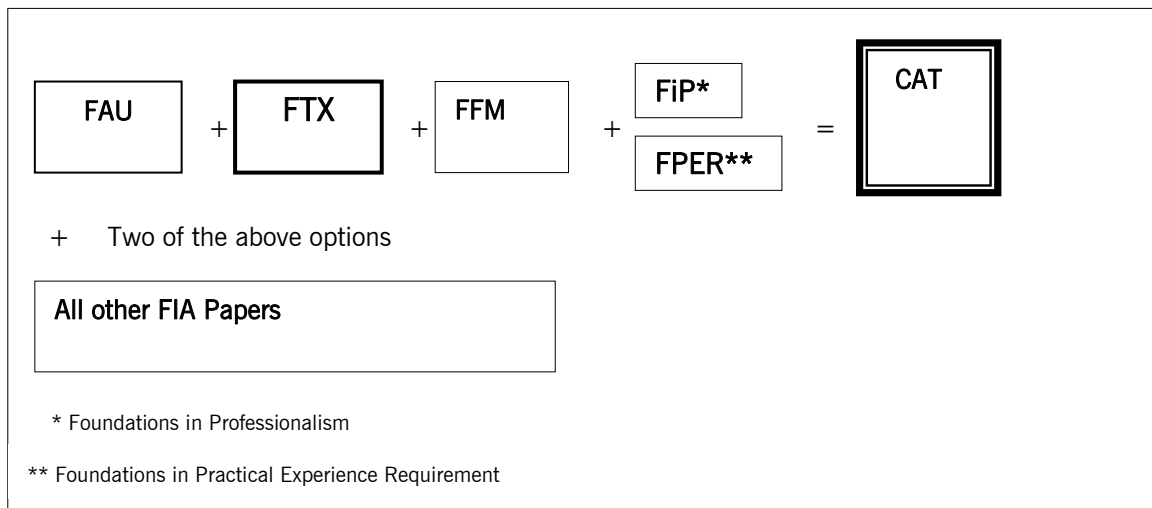 FAU + FTX + FFM + FiP* = CAT
FPER**
+ Two of the above options
All other FIA Papers
* Foundations in Professionalism
** Foundations in Practical Experience Requirement